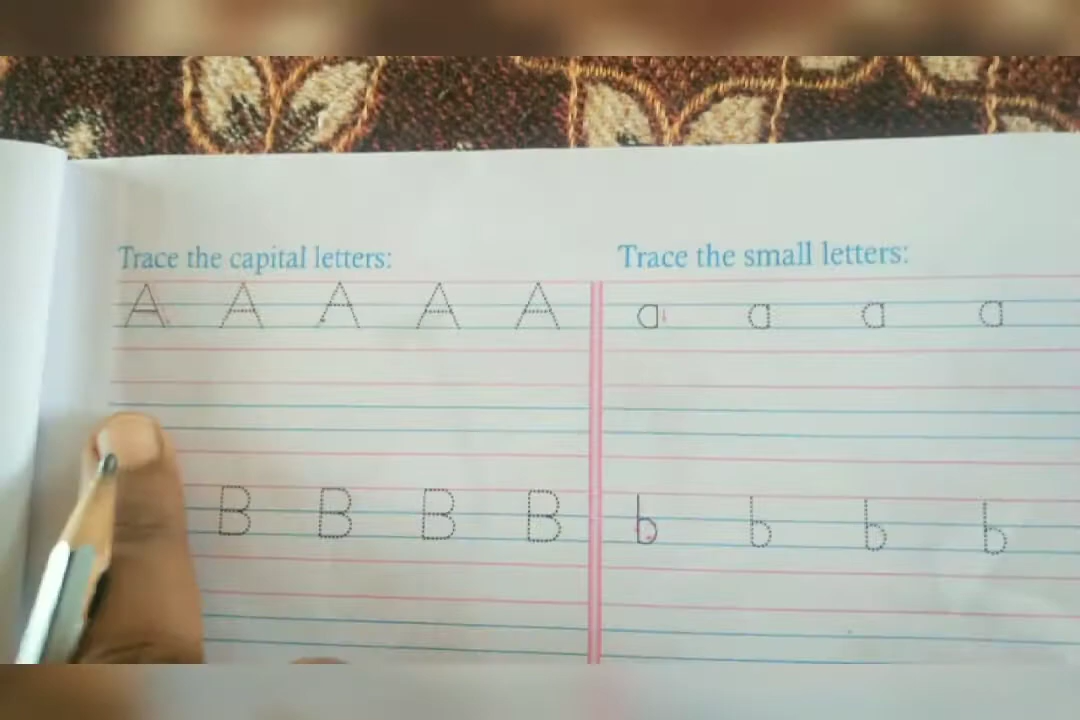 Trace the capital letters:
A A A A A
B B B B
Trace the small letters:
a a a a
b b b b